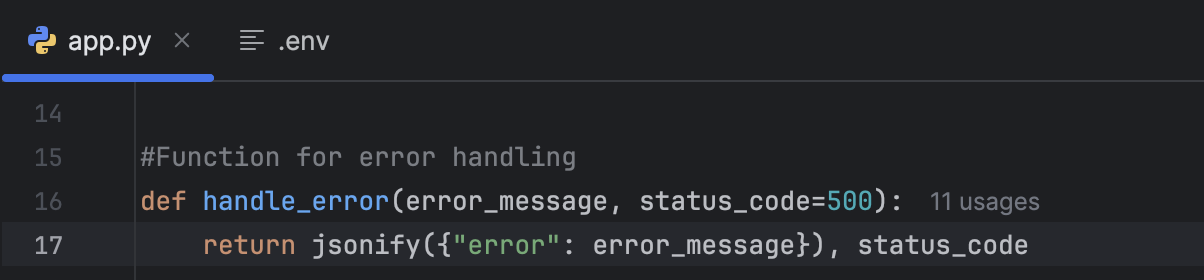 app.py × .env
14
15 #Function for error handling
16 def handle_error(error_message, status_code=500): 11 usages
17     return jsonify({"error": error_message}), status_code